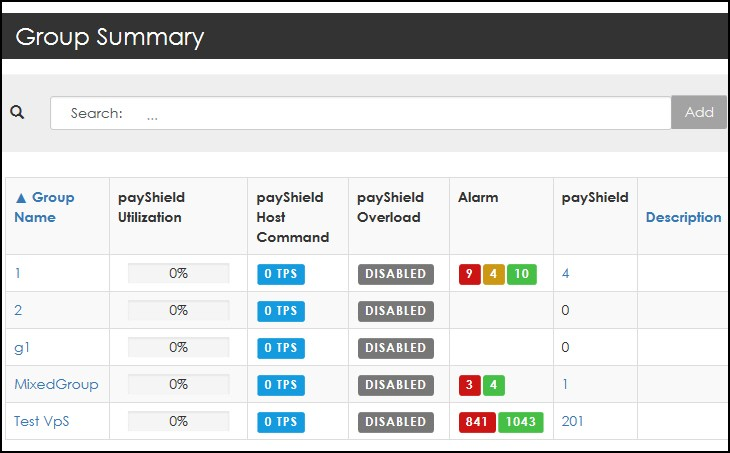 Group Summary
Search: ...
Add
▲ Group Name
payShield Utilization
payShield Host Command
payShield Overload
Alarm
payShield
Description
1 0% 0 TPS DISABLED 9 4 10 4
2 0% 0 TPS DISABLED 0
g1 0% 0 TPS DISABLED 0
MixedGroup 0% 0 TPS DISABLED 3 4 1
Test VpS 0% 0 TPS DISABLED 841 1043 201